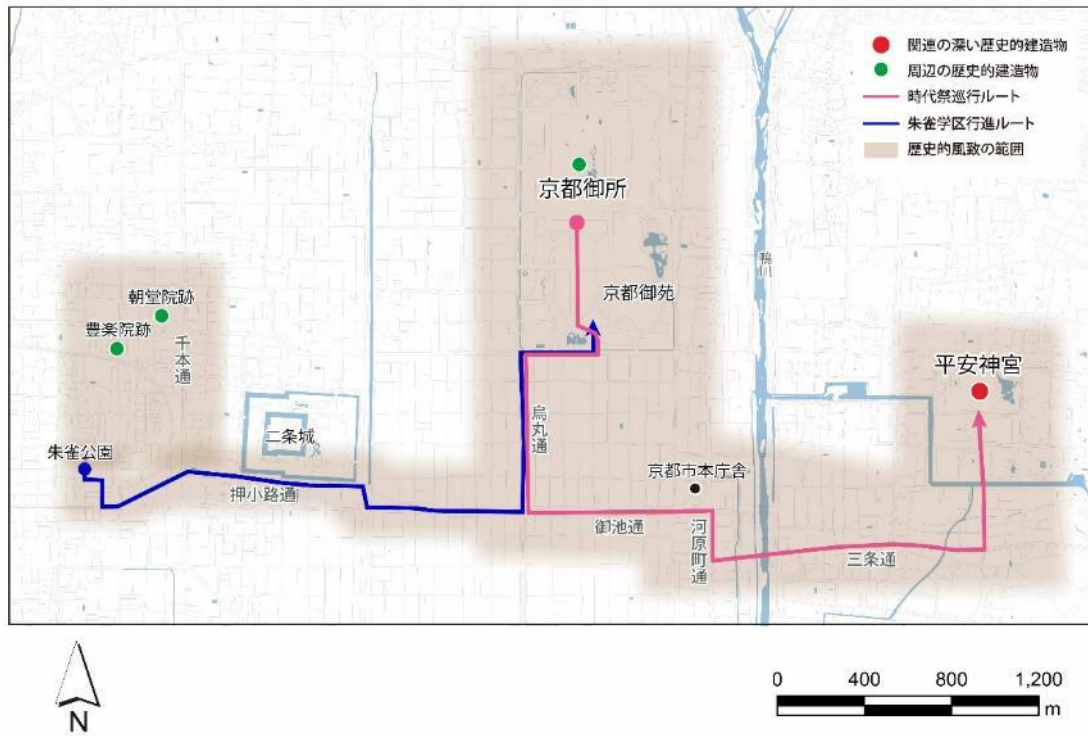 関連の深い歴史的建造物
周辺の歴史的建造物
時代祭巡行ルート
朱雀学区行進ルート
歴史的風致の範囲
京都御所
鴨川
京都御苑
朝堂院跡
豊楽院跡
千本通
平安神宮
烏丸通
二条城
朱雀公園
京都市本庁舎
押小路通
御池通
河原町通
三条通
N
0 400 800 1,200
m